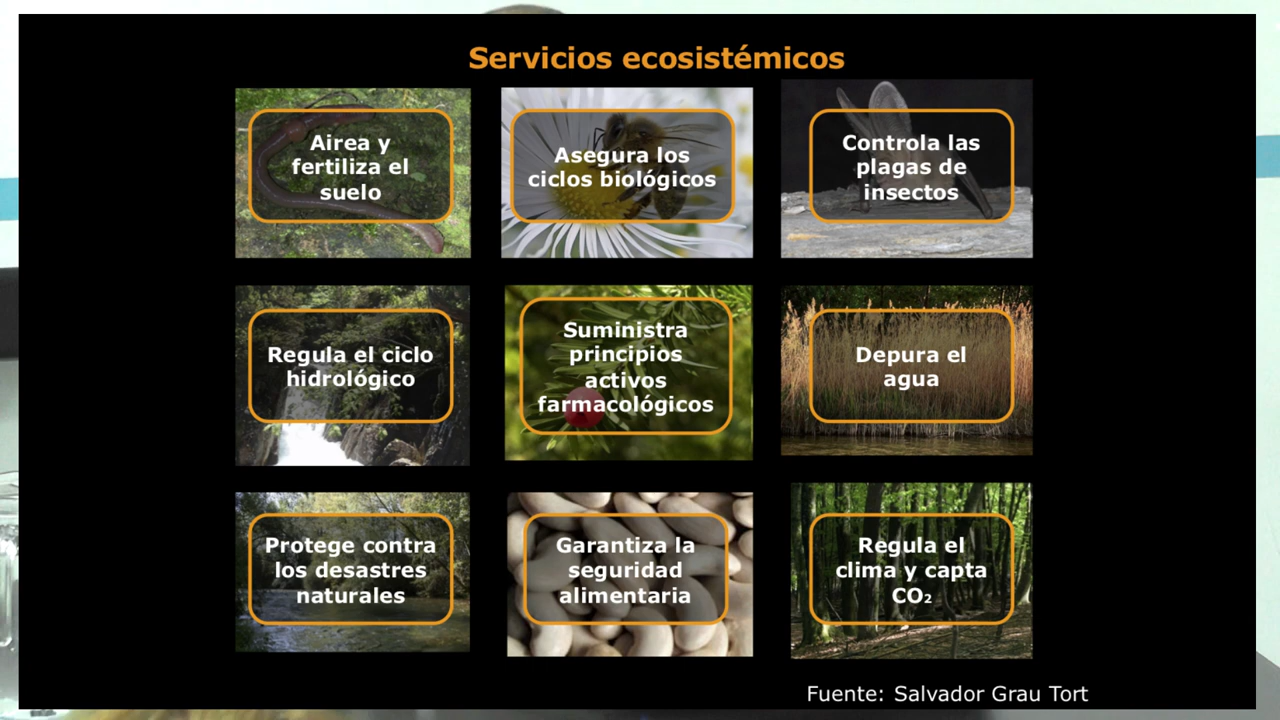 Servicios ecosistémicos
Airea y
fertiliza el
suelo
Asegura los
ciclos biológicos
Controla las
plagas de
insectos
Regula el ciclo
hidrológico
Suministra
principios
activos
farmacológicos
Depura el
agua
Protege contra
los desastres
naturales
Garantiza la
seguridad
alimentaria
Regula el
clima y capta
CO₂
Fuente: Salvador Grau Tort